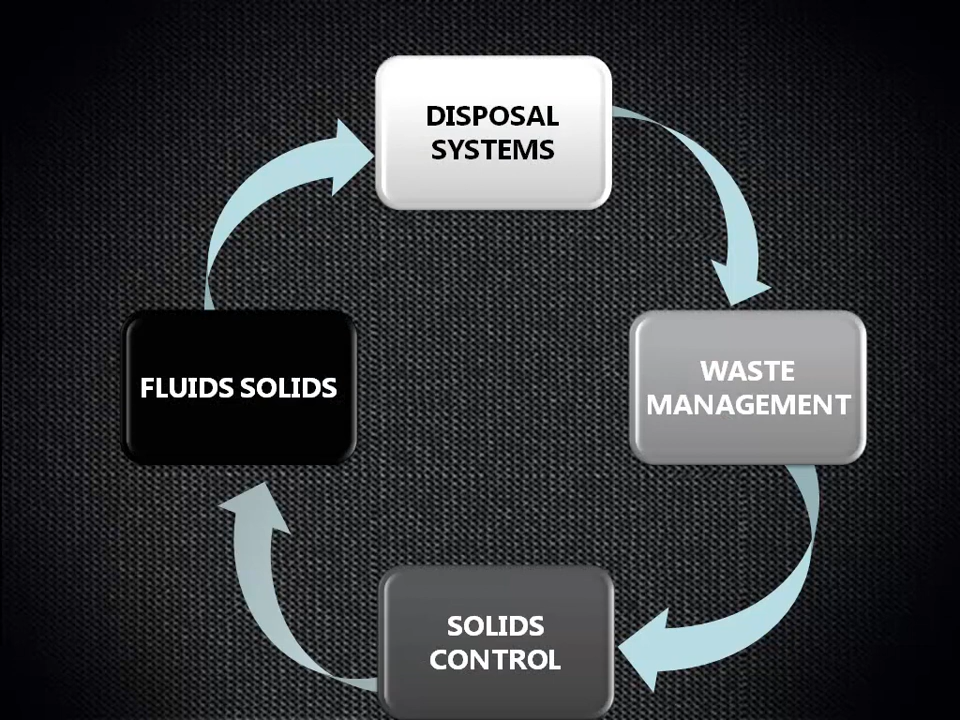 DISPOSAL
SYSTEMS
WASTE
MANAGEMENT
SOLIDS
CONTROL
FLUIDS SOLIDS